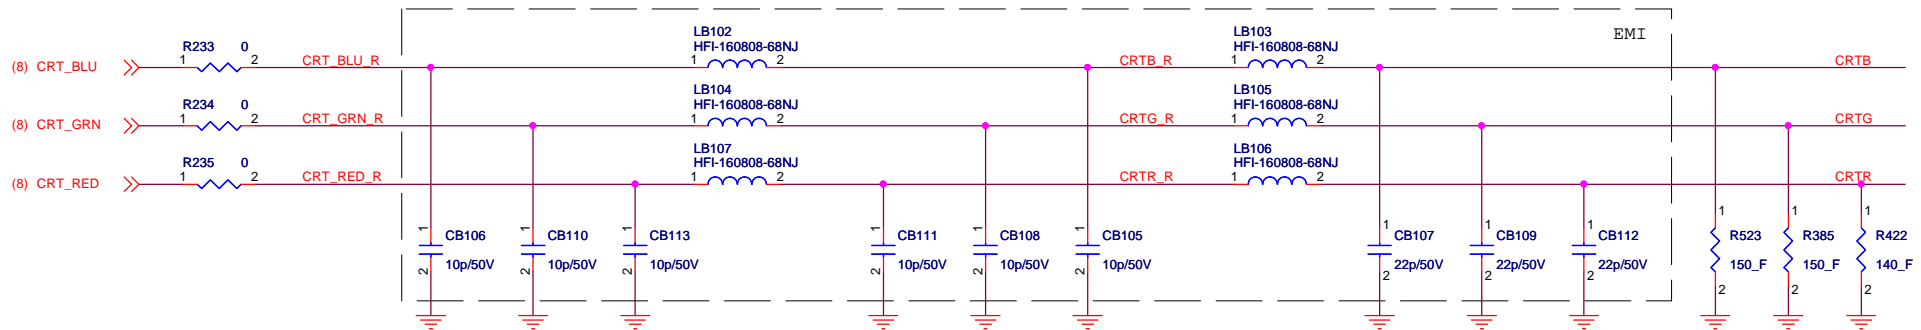 EMI
LB102
HFI-160808-68NJ
LB103
HFI-160808-68NJ
R233 0
(8) CRT_BLU 1 2 CRT_BLU_R 1 2 CRTB_R 1 2 CRTB
LB104
HFI-160808-68NJ
LB105
HFI-160808-68NJ
R234 0
(8) CRT_GRN 1 2 CRT_GRN_R 1 2 CRTG_R 1 2 CRTG
LB107
HFI-160808-68NJ
LB106
HFI-160808-68NJ
R235 0
(8) CRT_RED 1 2 CRT_RED_R 1 2 CRTR_R 1 2 CRTR
1 CB106
10p/50V
2
1 CB110
10p/50V
2
1 CB113
10p/50V
2
1 CB111
10p/50V
2
1 CB108
10p/50V
2
1 CB105
10p/50V
2
1 CB107
22p/50V
2
1 CB109
22p/50V
2
1 CB112
22p/50V
2
1
R523
150_F
2
1
R385
150_F
2
1
R422
140_F
2